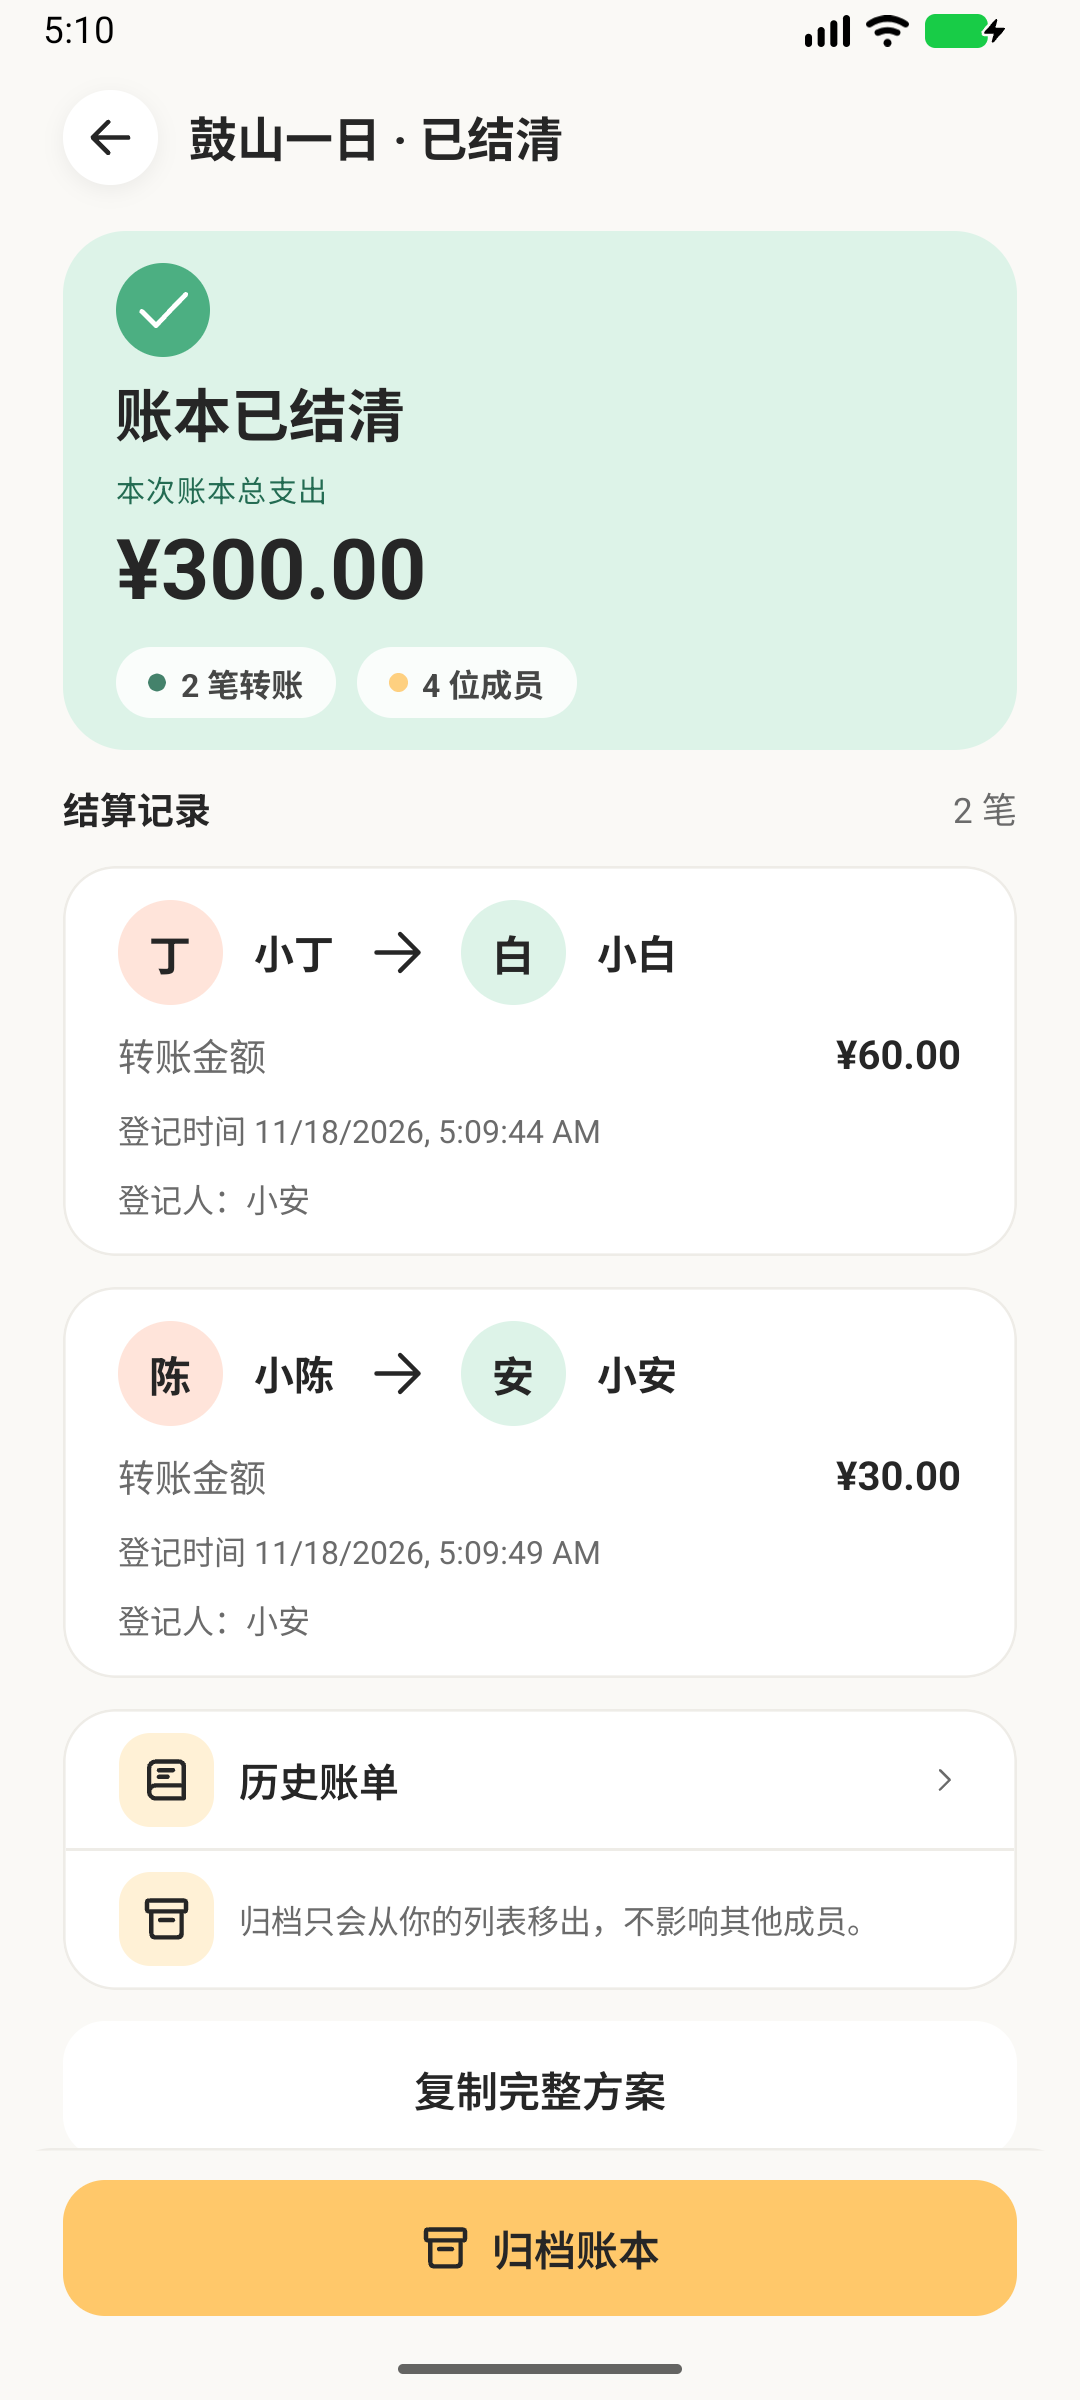 5:10
鼓山一日 · 已结清
账本已结清
本次账本总支出
¥300.00
2 笔转账
4 位成员
结算记录
2 笔
丁 小丁 → 白 小白
转账金额 ¥60.00
登记时间 11/18/2026, 5:09:44 AM
登记人：小安
陈 小陈 → 安 小安
转账金额 ¥30.00
登记时间 11/18/2026, 5:09:49 AM
登记人：小安
历史账单
归档只会从你的列表移出，不影响其他成员。
复制完整方案
归档账本